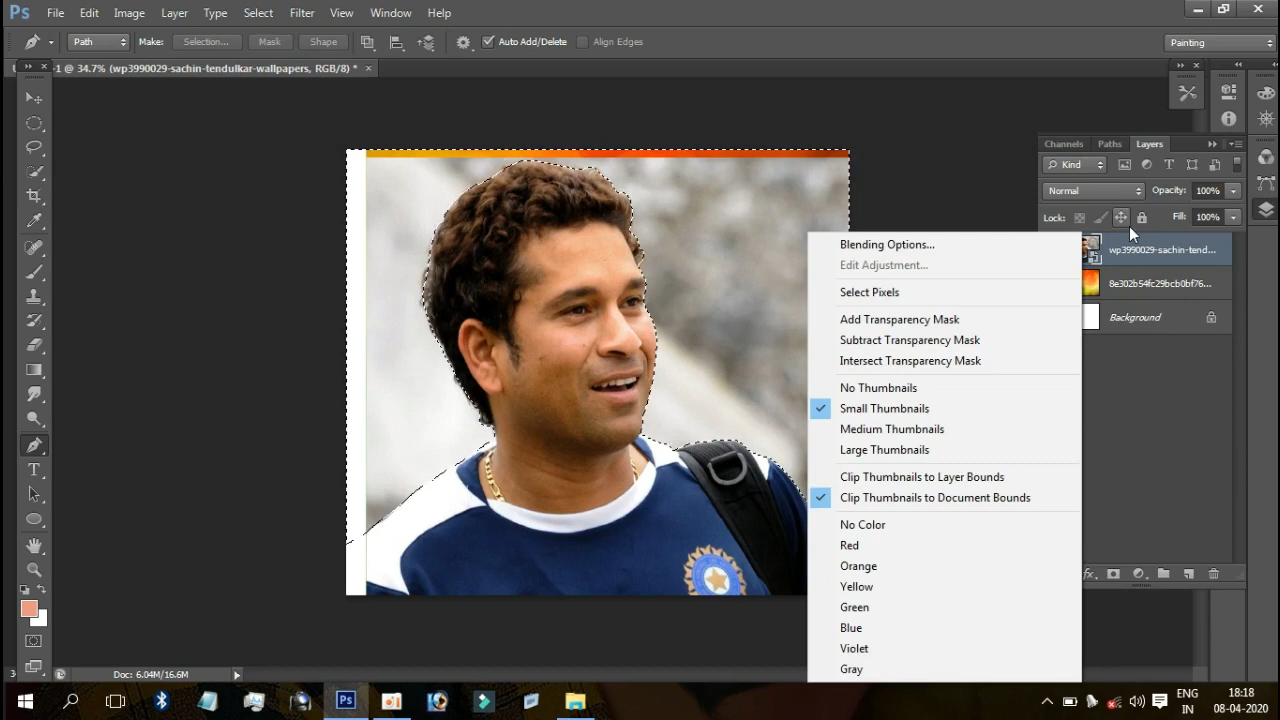 Ps File Edit Image Layer Type Select Filter View Window Help
Path Make: Selection... Mask Shape Auto Add/Delete Align Edges Painting
-1 @ 34.7% (wp3990029-sachin-tendulkar-wallpapers, RGB/8) * ×
Channels Paths Layers
Kind
Normal Opacity: 100%
Lock: Fill: 100%
wp3990029-sachin-tend...
8e302b54fc29bcb0bf76...
Background
Blending Options...
Edit Adjustment...
Select Pixels
Add Transparency Mask
Subtract Transparency Mask
Intersect Transparency Mask
No Thumbnails
Small Thumbnails
Medium Thumbnails
Large Thumbnails
Clip Thumbnails to Layer Bounds
Clip Thumbnails to Document Bounds
No Color
Red
Orange
Yellow
Green
Blue
Violet
Gray
fx
T
3 Doc: 6.04M/16.6M
Ps ENG 18:18
IN 08-04-2020